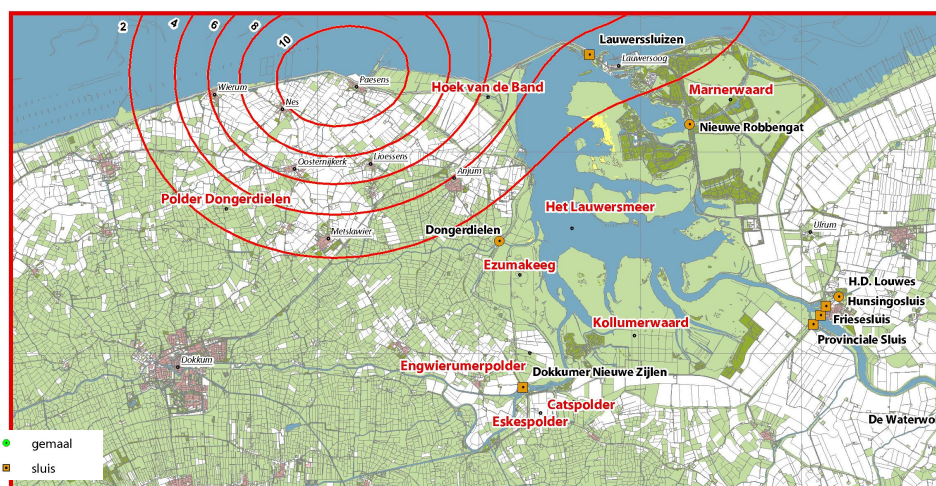 2
4
6
8
10
Lauwerssluizen
Lauwersoog
Paesens
Wierum
Nes
Hoek van de Band
Marnerwaard
Nieuwe Robbengat
Oosternijkerk
Lioessens
Anjum
Polder Dongerdielen
Het Lauwersmeer
Metslawier
Dongerdielen
Ulrum
Ezumakeeg
H.D. Louwes
Hunsingosluis
Friesesluis
Kollumerwaard
Provinciale Sluis
Dokkum
Engwierumerpolder
Dokkumer Nieuwe Zijlen
Catspolder
Eskespolder
De Waterwo
gemaal
sluis